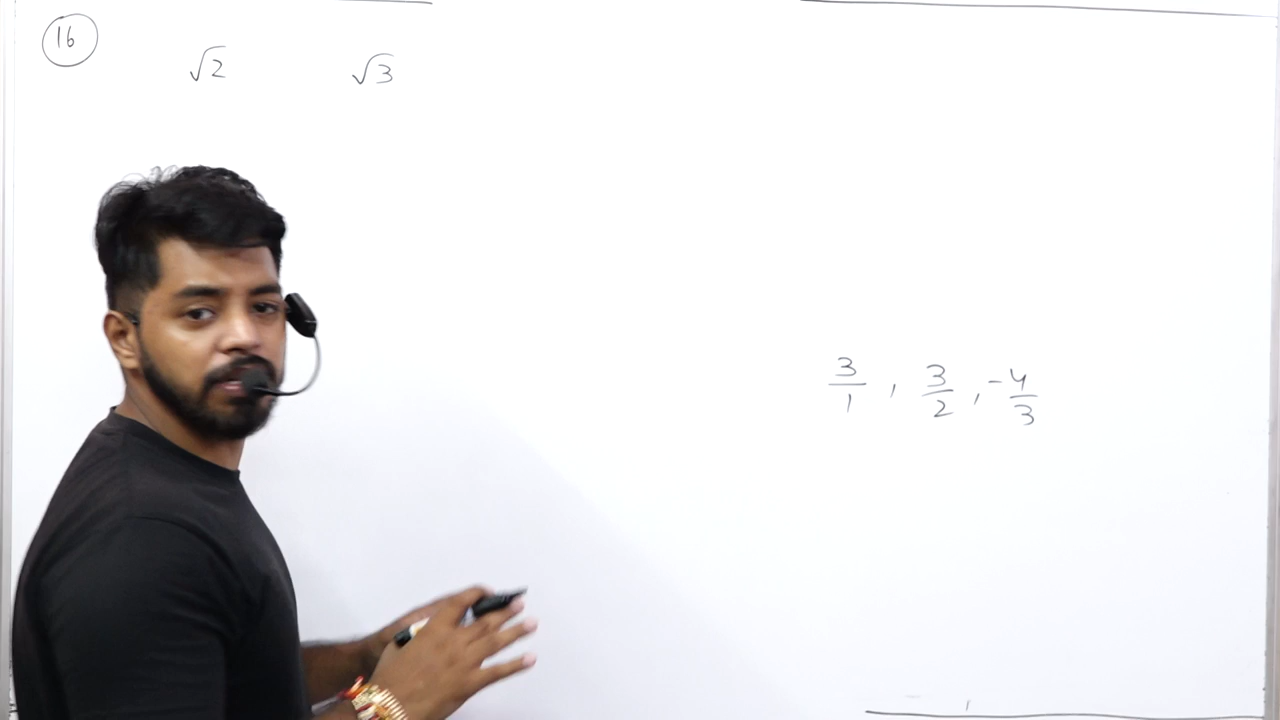 16
√2 √3
3/1 , 3/2 , -4/3